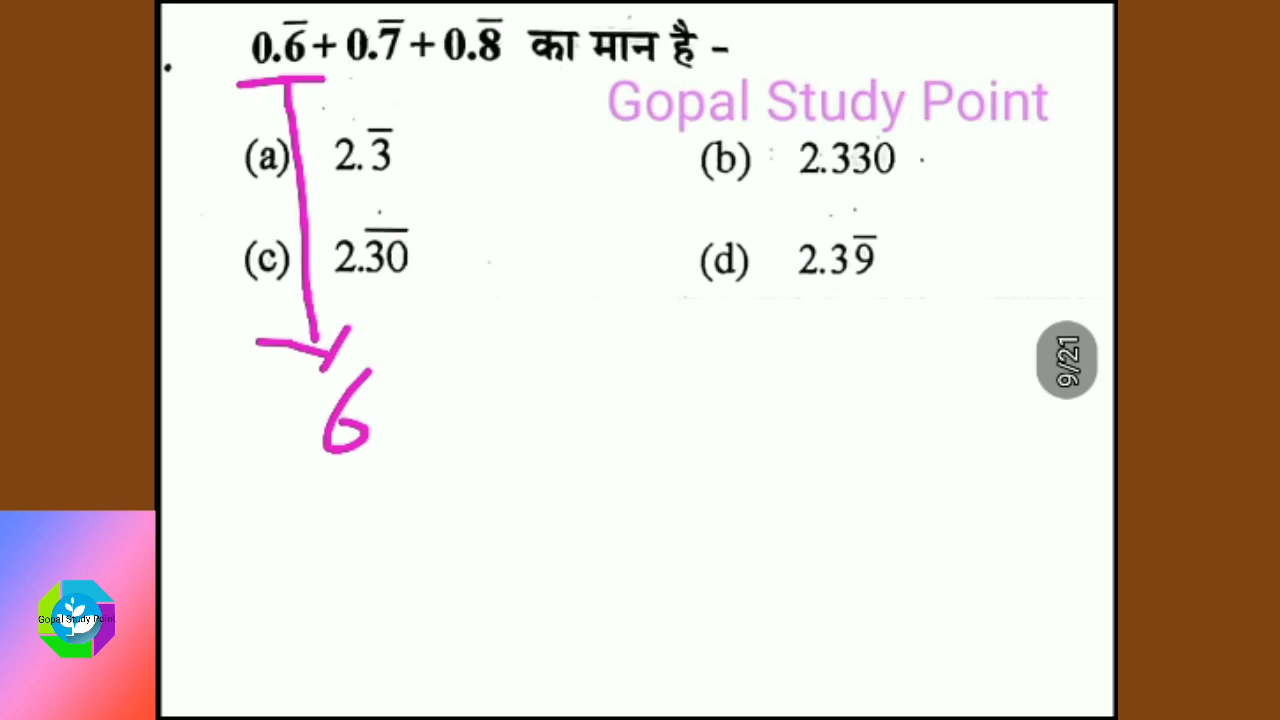 0.6̅ + 0.7̅ + 0.8̅ का मान है -
Gopal Study Point
(a) 2.3̅ (b) 2.330
(c) 2.3̅0̅ (d) 2.39̅
9/21
6
Gopal Study Point